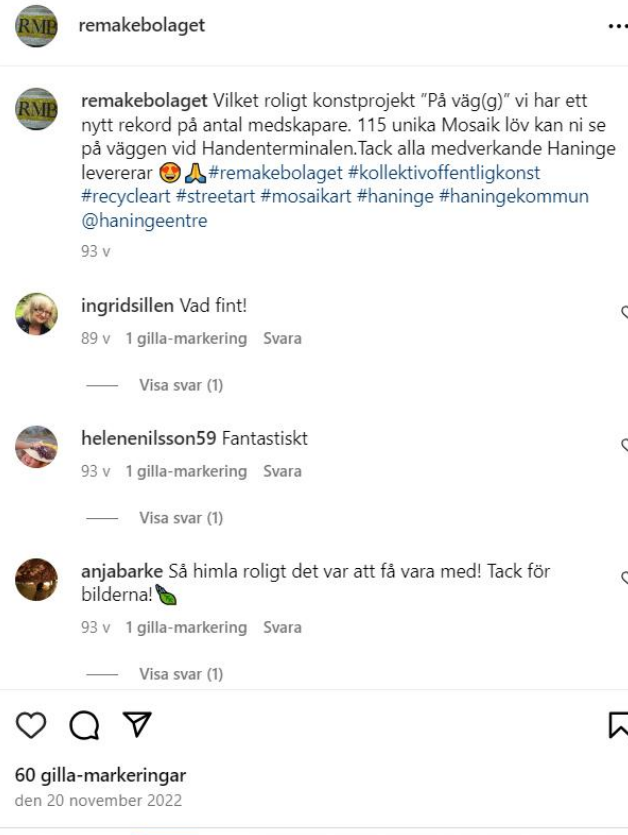 RMB
remakebolaget
RMB
remakebolaget Vilket roligt konstprojekt ”På väg(g)” vi har ett
nytt rekord på antal medskapare. 115 unika Mosaik löv kan ni se
på väggen vid Handenterminalen.Tack alla medverkande Haninge
levererar 😍🙏#remakebolaget #kollektivoffentligkonst
#recycleart #streetart #mosaikart #haninge #haningekommun
@haningeentre
93 v
ingridsillen Vad fint!
89 v 1 gilla-markering Svara
Visa svar (1)
helenenilsson59 Fantastiskt
93 v 1 gilla-markering Svara
Visa svar (1)
anjabarke Så himla roligt det var att få vara med! Tack för
bilderna!🍃
93 v 1 gilla-markering Svara
Visa svar (1)
60 gilla-markeringar
den 20 november 2022